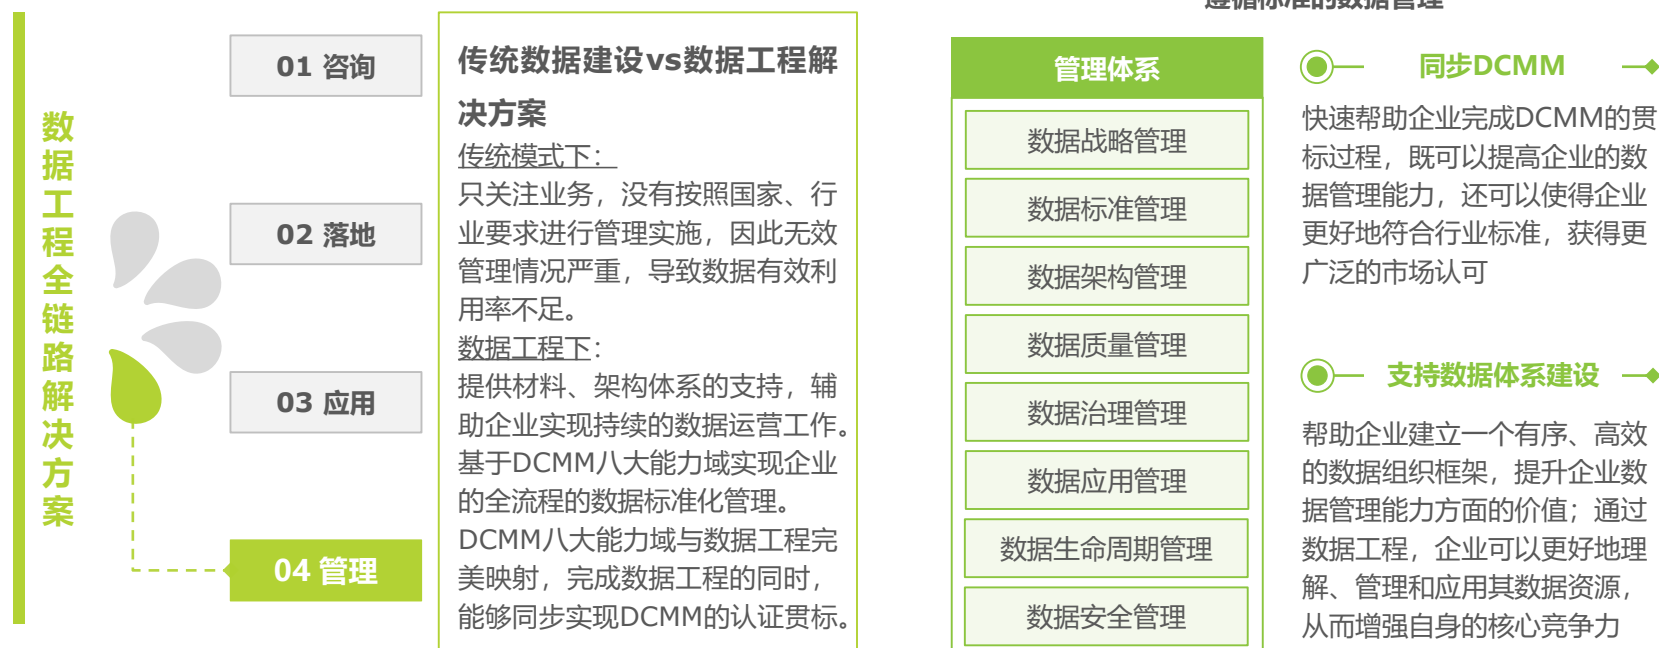 遵循标准的数据管理
数据工程全链路解决方案
01 咨询
02 落地
03 应用
04 管理
传统数据建设vs数据工程解
决方案
传统模式下：
只关注业务，没有按照国家、行
业要求进行管理实施，因此无效
管理情况严重，导致数据有效利
用率不足。
数据工程下：
提供材料、架构体系的支持，辅
助企业实现持续的数据运营工作。
基于DCMM八大能力域实现企业
的全流程的数据标准化管理。
DCMM八大能力域与数据工程完
美映射，完成数据工程的同时，
能够同步实现DCMM的认证贯标。
管理体系
数据战略管理
数据标准管理
数据架构管理
数据质量管理
数据治理管理
数据应用管理
数据生命周期管理
数据安全管理
同步DCMM
快速帮助企业完成DCMM的贯
标过程，既可以提高企业的数
据管理能力，还可以使得企业
更好地符合行业标准，获得更
广泛的市场认可
支持数据体系建设
帮助企业建立一个有序、高效
的数据组织框架，提升企业数
据管理能力方面的价值；通过
数据工程，企业可以更好地理
解、管理和应用其数据资源，
从而增强自身的核心竞争力